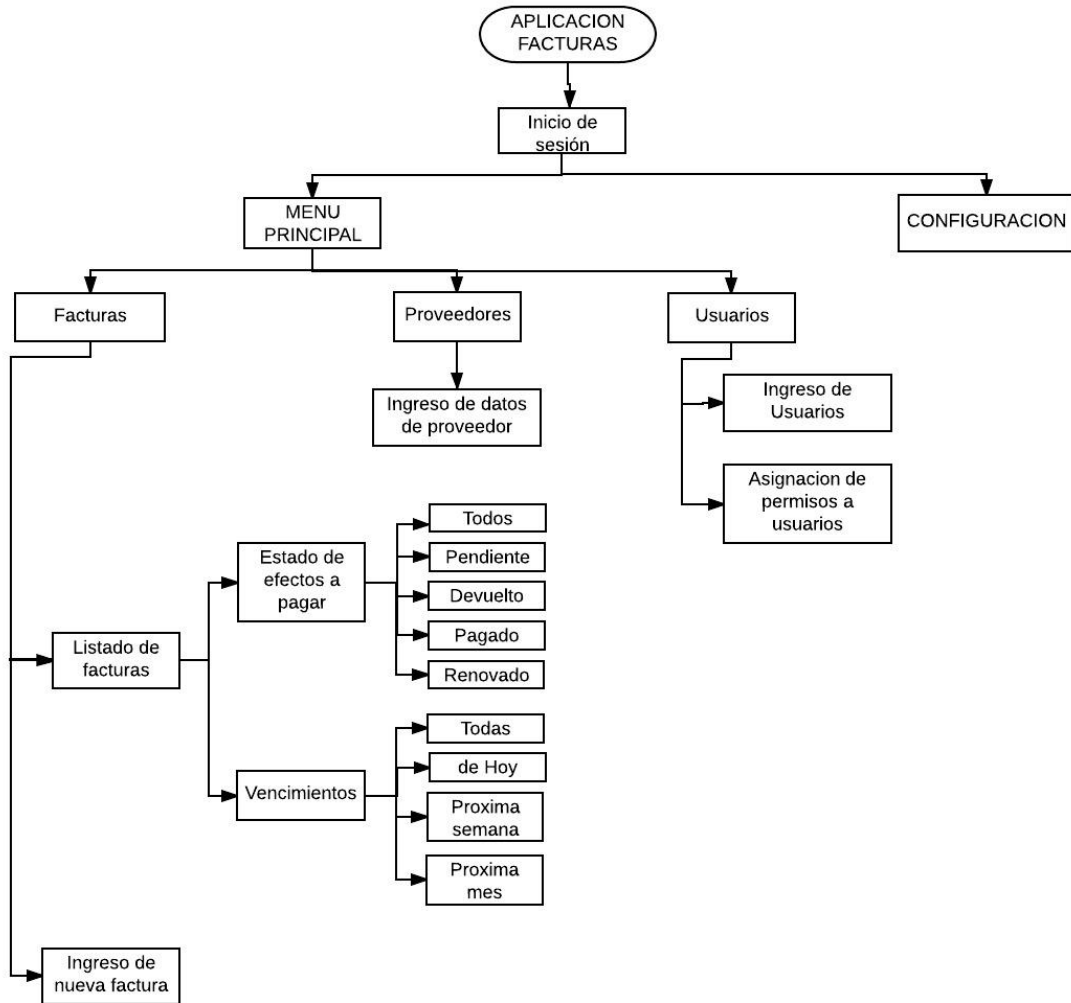 APLICACION
FACTURAS
Inicio de
sesión
MENU
PRINCIPAL
CONFIGURACION
Facturas
Proveedores
Usuarios
Ingreso de datos
de proveedor
Ingreso de
Usuarios
Asignacion de
permisos a
usuarios
Listado de
facturas
Estado de
efectos a
pagar
Todos
Pendiente
Devuelto
Pagado
Renovado
Vencimientos
Todas
de Hoy
Proxima
semana
Proxima
mes
Ingreso de
nueva factura